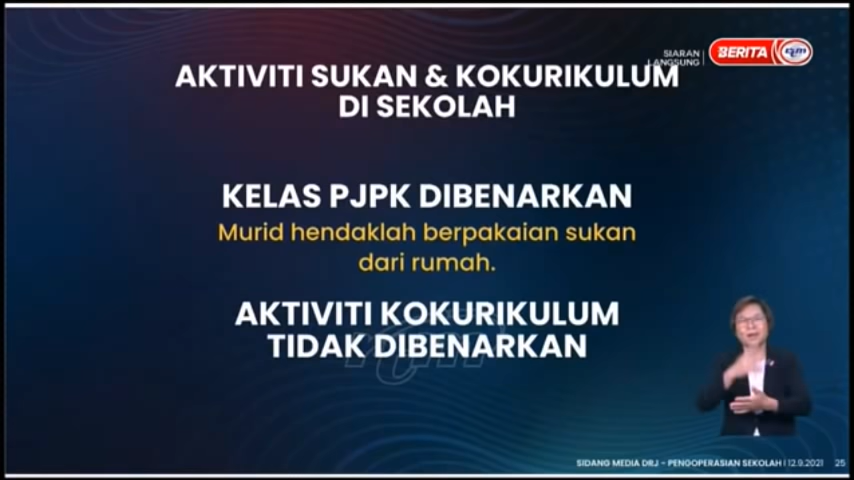 SIARAN
LANGSUNG
BERITA
rtm
AKTIVITI SUKAN & KOKURIKULUM
DI SEKOLAH
KELAS PJPK DIBENARKAN
Murid hendaklah berpakaian sukan
dari rumah.
AKTIVITI KOKURIKULUM
TIDAK DIBENARKAN
rtm
SIDANG MEDIA DRJ - PENGOPERASIAN SEKOLAH | 12.9.2021 25